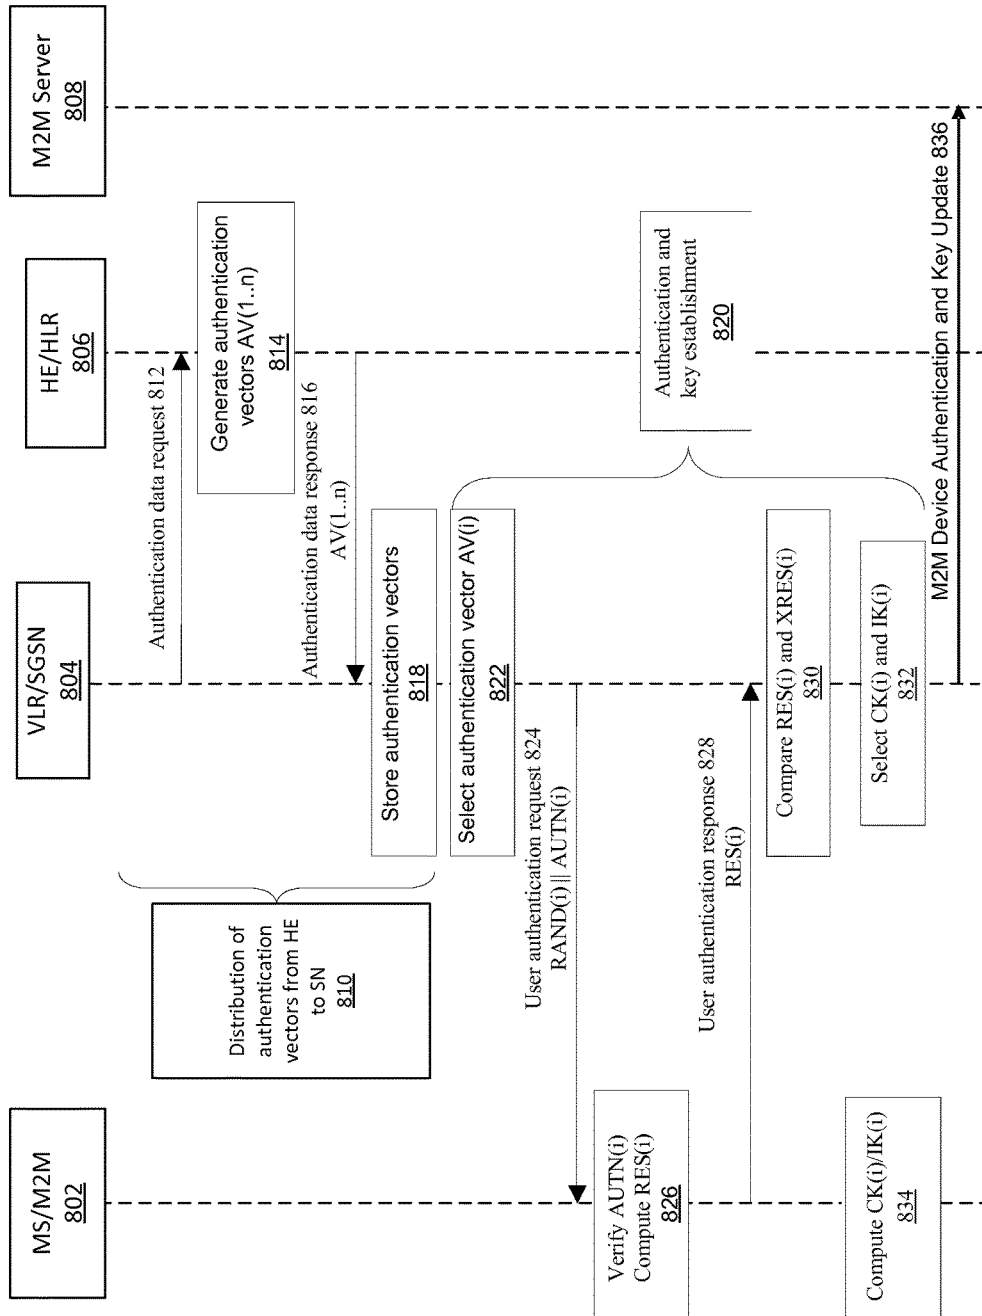 MS/M2M
802
VLR/SGSN
804
HE/HLR
806
M2M Server
808
Authentication data request 812
Distribution of
authentication
vectors from HE
to SN
810
Generate authentication
vectors AV(1..n)
814
Authentication data response 816
AV(1..n)
Store authentication vectors
818
Select authentication vector AV(i)
822
User authentication request 824
RAND(i) || AUTN(i)
Verify AUTN(i)
Compute RES(i)
826
Authentication and
key establishment
820
User authentication response 828
RES(i)
Compare RES(i) and XRES(i)
830
Compute CK(i)/IK(i)
834
Select CK(i) and IK(i)
832
M2M Device Authentication and Key Update 836